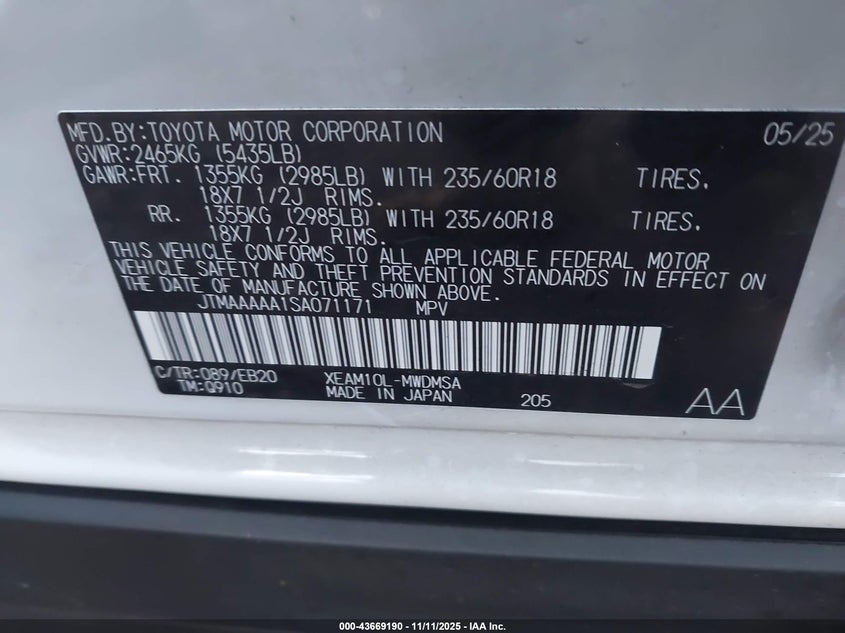 MFD.BY:TOYOTA MOTOR CORPORATION 05/25
GVWR:2465KG (5435LB)
GAWR:FRT. 1355KG (2985LB) WITH 235/60R18 TIRES.
18X7 1/2J RIMS.
RR. 1355KG (2985LB) WITH 235/60R18 TIRES.
18X7 1/2J RIMS.
THIS VEHICLE CONFORMS TO ALL APPLICABLE FEDERAL MOTOR
VEHICLE SAFETY AND THEFT PREVENTION STANDARDS IN EFFECT ON
THE DATE OF MANUFACTURE SHOWN ABOVE.
JTMAAAAA1SA071171 MPV
C/TR:089/EB20 XEAM10L-MWDMSA
TM:Q910 MADE IN JAPAN 205 AA
000-43669190 - 11/11/2025 - IAA Inc.